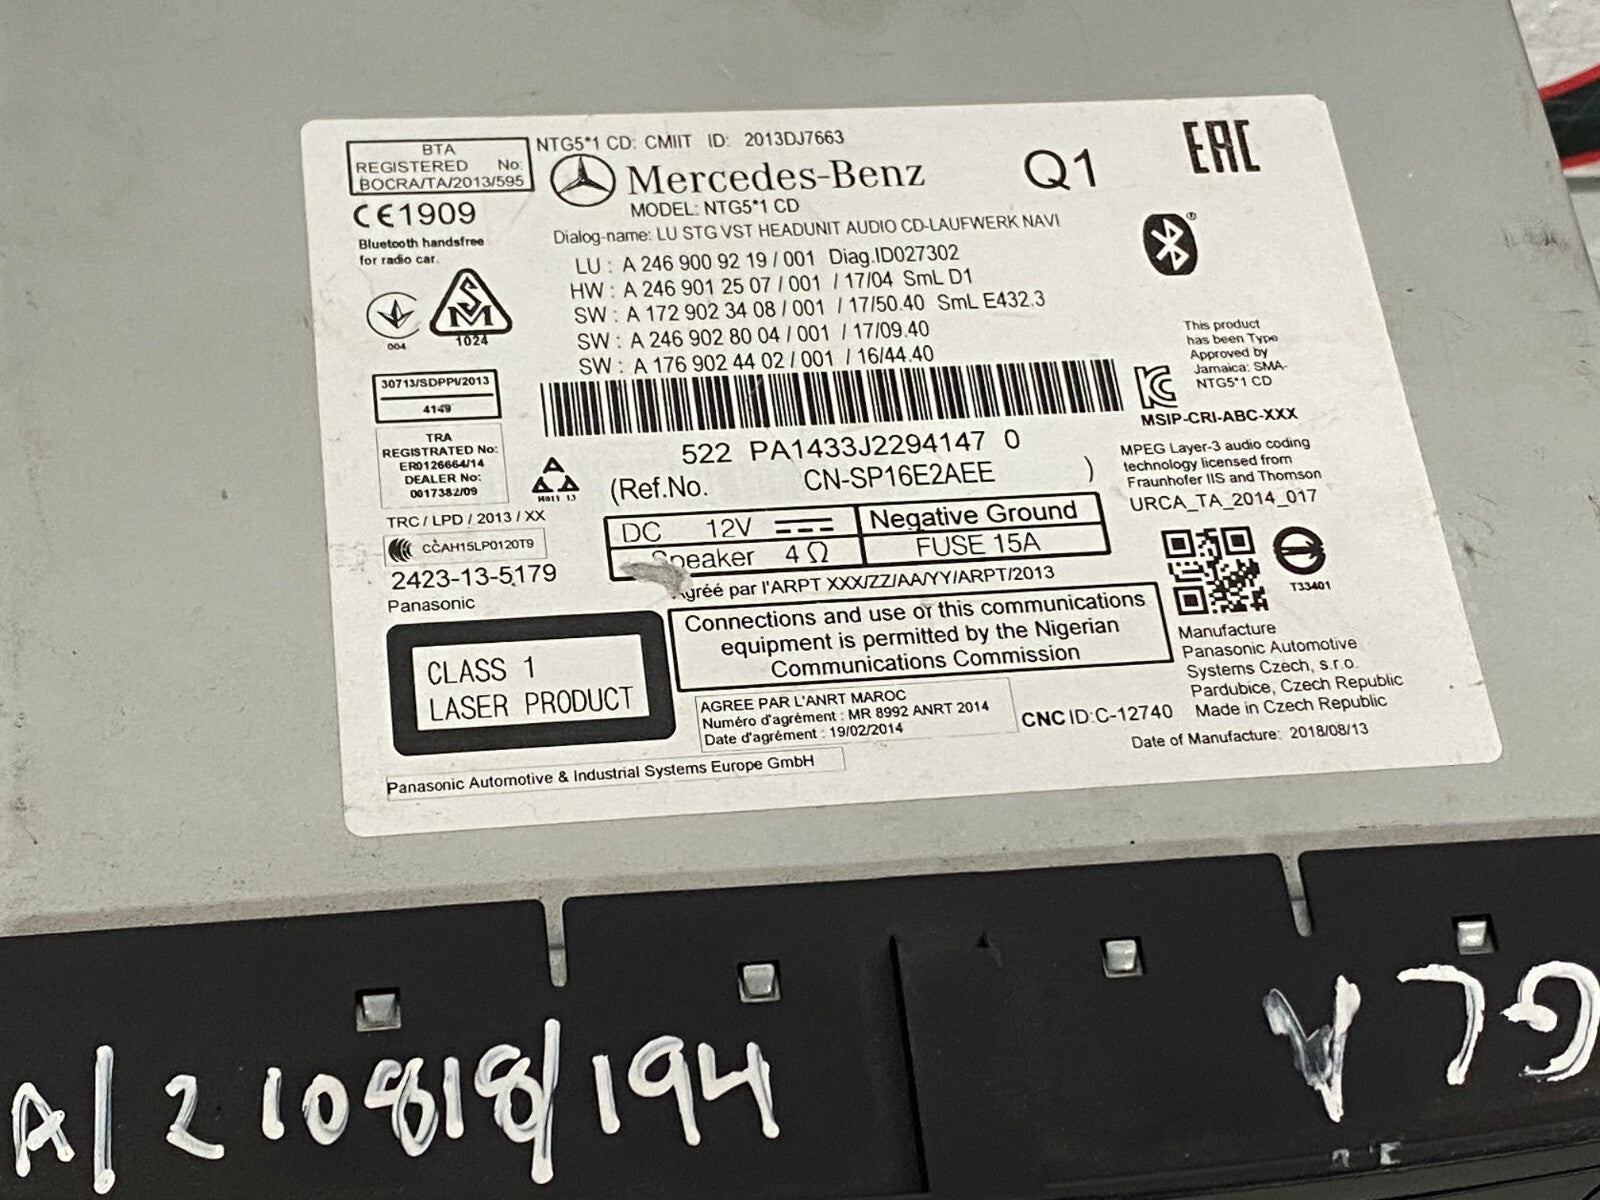 BTA
REGISTERED No:
BOCRA/TA/2013/595
NTG5*1 CD: CMIIT ID: 2013DJ7663
Mercedes-Benz
Q1
EAC
MODEL: NTG5*1 CD
Dialog-name: LU STG VST HEADUNIT AUDIO CD-LAUFWERK NAVI
CE1909
Bluetooth handsfree
for radio car.
LU : A 246 900 92 19 / 001 Diag.ID027302
HW : A 246 901 25 07 / 001 / 17/04 SmL D1
SW : A 172 902 34 08 / 001 / 17/50.40 SmL E432.3
SW : A 246 902 80 04 / 001 / 17/09.40
SW : A 176 902 44 02 / 001 / 16/44.40
004
SM
1024
30713/SDPPI/2013
4149
TRA
REGISTRATED No:
ER0126664/14
DEALER No:
0017382/09
TRC / LPD / 2013 / XX
CCAH15LP0120T9
2423-13-5179
Panasonic
522 PA1433J2294147 0
(Ref.No. CN-SP16E2AEE )
DC 12V
Negative Ground
Speaker 4 Ω
FUSE 15A
Agréé par l'ARPT XXX/ZZ/AA/YY/ARPT/2013
Connections and use of this communications
equipment is permitted by the Nigerian
Communications Commission
CLASS 1
LASER PRODUCT
AGREE PAR L'ANRT MAROC
Numéro d'agrément : MR 8992 ANRT 2014
Date d'agrément : 19/02/2014
CNC ID:C-12740
Panasonic Automotive & Industrial Systems Europe GmbH
This product
has been Type
Approved by
Jamaica: SMA-
NTG5*1 CD
MSIP-CRI-ABC-XXX
MPEG Layer-3 audio coding
technology licensed from
Fraunhofer IIS and Thomson
URCA_TA_2014_017
T33401
Manufacture
Panasonic Automotive
Systems Czech, s.r.o.
Pardubice, Czech Republic
Made in Czech Republic
Date of Manufacture: 2018/08/13
A/210818/194